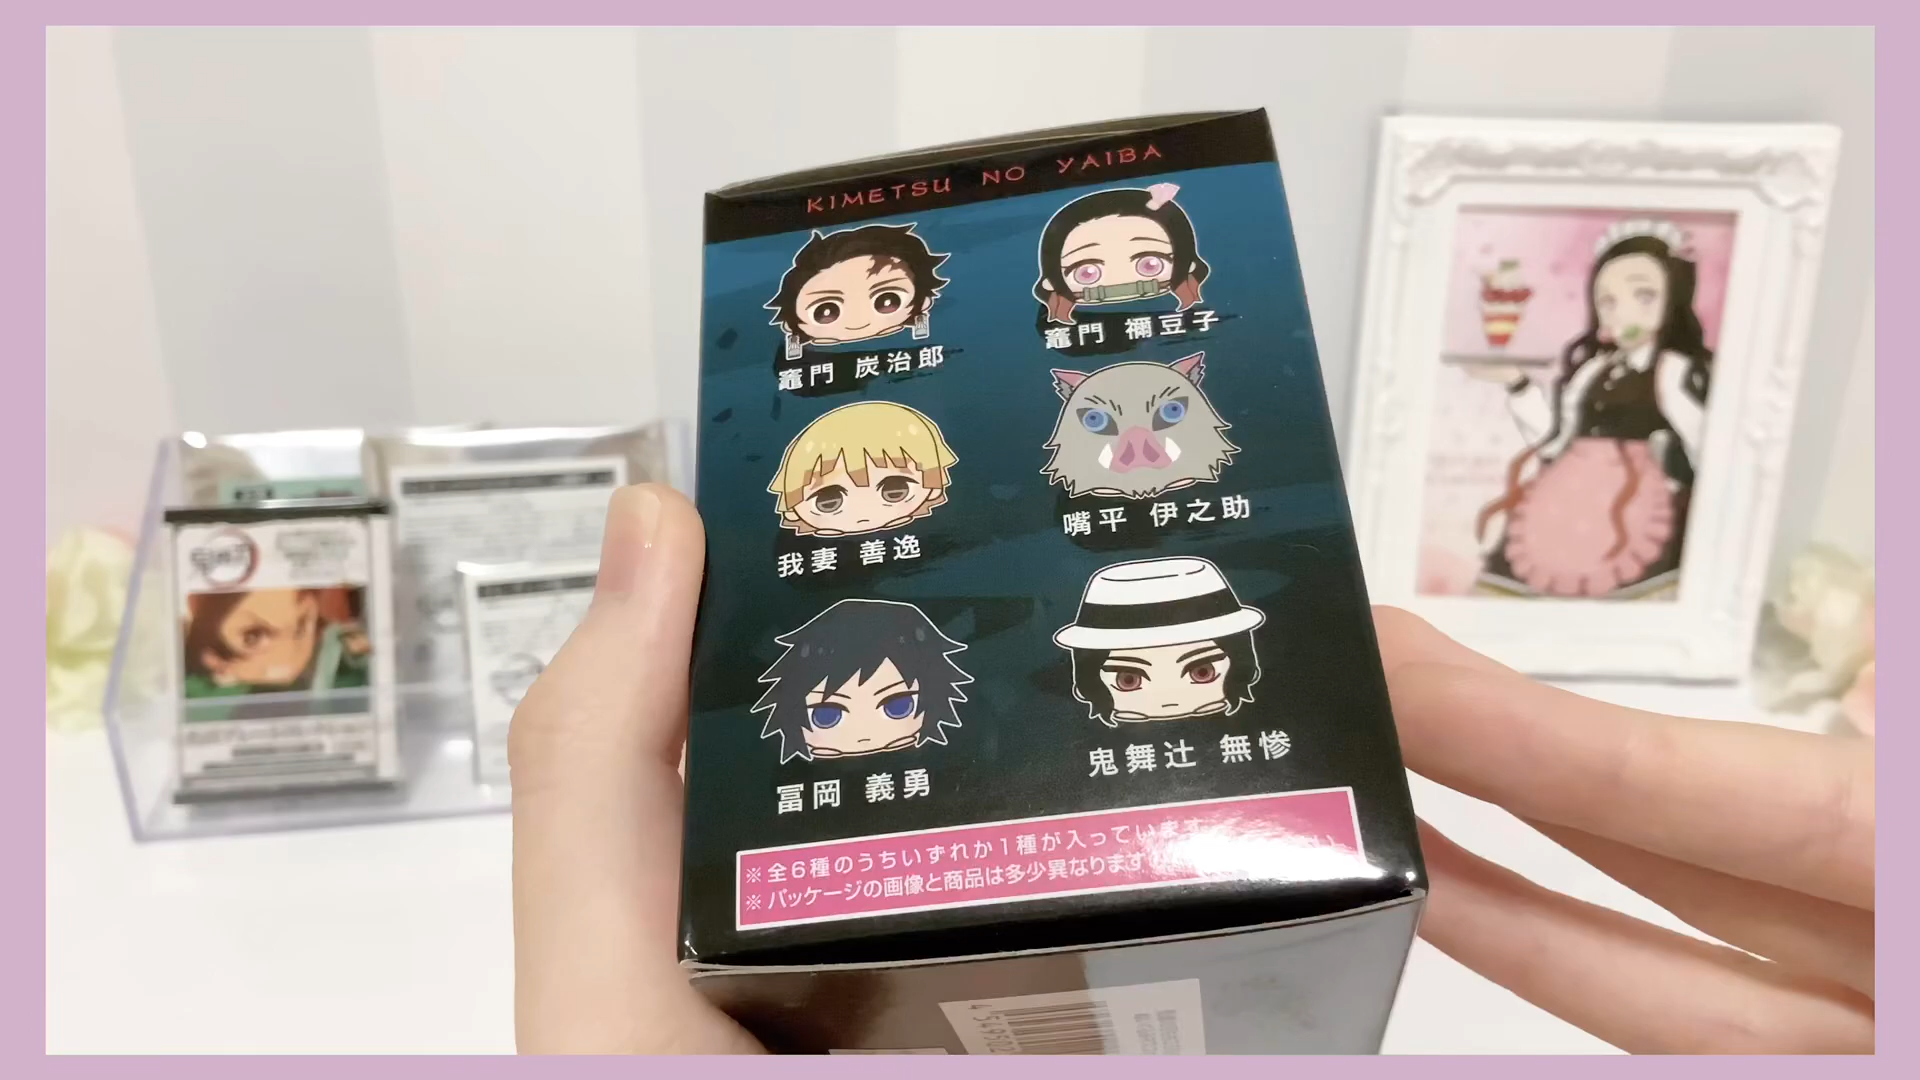 KIMETSU NO YAIBA
竈門 炭治郎
竈門 禰豆子
我妻 善逸
嘴平 伊之助
冨岡 義勇
鬼舞辻 無惨
※全6種のうちいずれか1種が入っています
※パッケージの画像と商品は多少異なります
4 549502